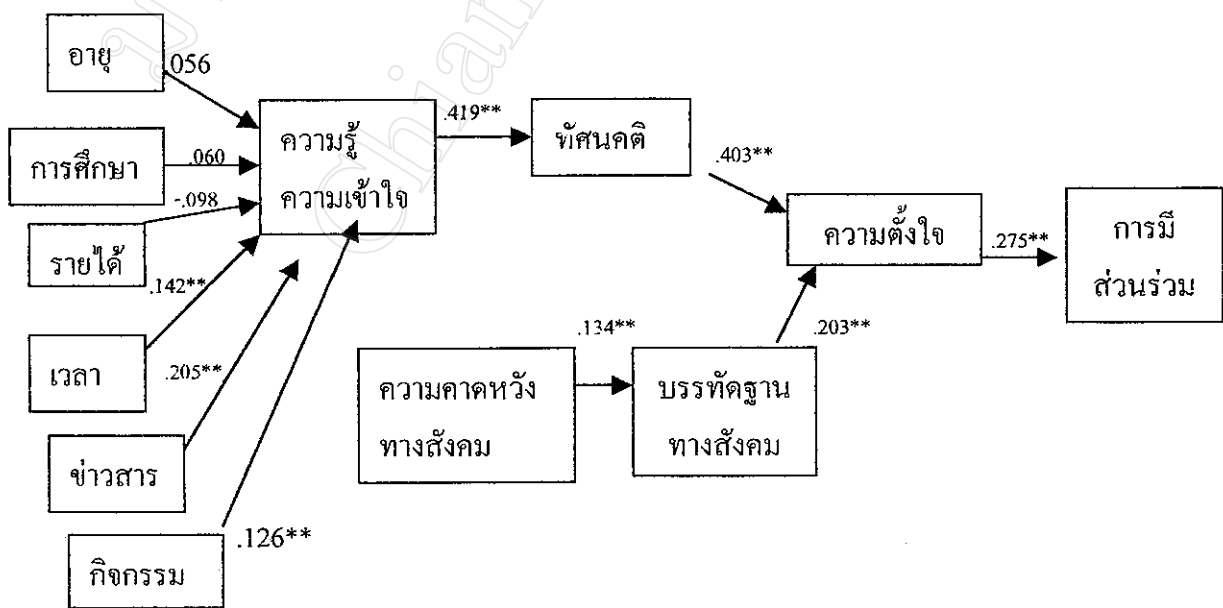 อายุ
056
การศึกษา
.060
รายได้
-.098
เวลา
.142**
ข่าวสาร
.205**
กิจกรรม
.126**
ความรู้
ความเข้าใจ
.419**
ทัศนคติ
.403**
ความตั้งใจ
.275**
การมี
ส่วนร่วม
ความคาดหวัง
ทางสังคม
.134**
บรรทัดฐาน
ทางสังคม
.203**
Chian